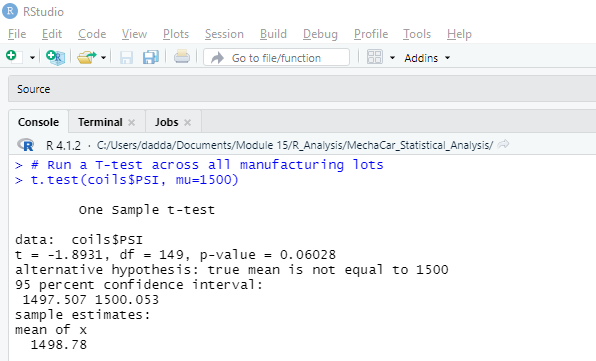 RStudio
File Edit Code View Plots Session Build Debug Profile Tools Help
Go to file/function Addins
Source
Console Terminal × Jobs ×
R R 4.1.2 · C:/Users/dadda/Documents/Module 15/R_Analysis/MechaCar_Statistical_Analysis/
> # Run a T-test across all manufacturing lots
> t.test(coils$PSI, mu=1500)
One Sample t-test
data: coils$PSI
t = -1.8931, df = 149, p-value = 0.06028
alternative hypothesis: true mean is not equal to 1500
95 percent confidence interval:
1497.507 1500.053
sample estimates:
mean of x
1498.78